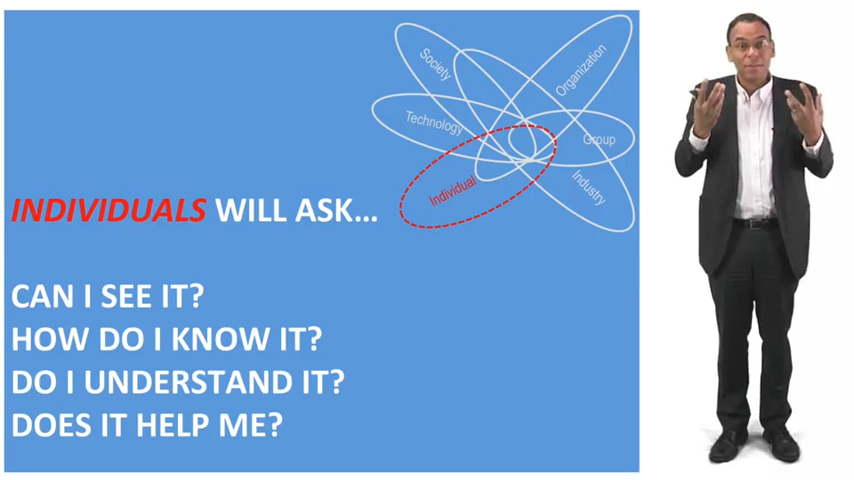 Society
Organization
Technology
Group
Individual
Industry
INDIVIDUALS WILL ASK...
CAN I SEE IT?
HOW DO I KNOW IT?
DO I UNDERSTAND IT?
DOES IT HELP ME?